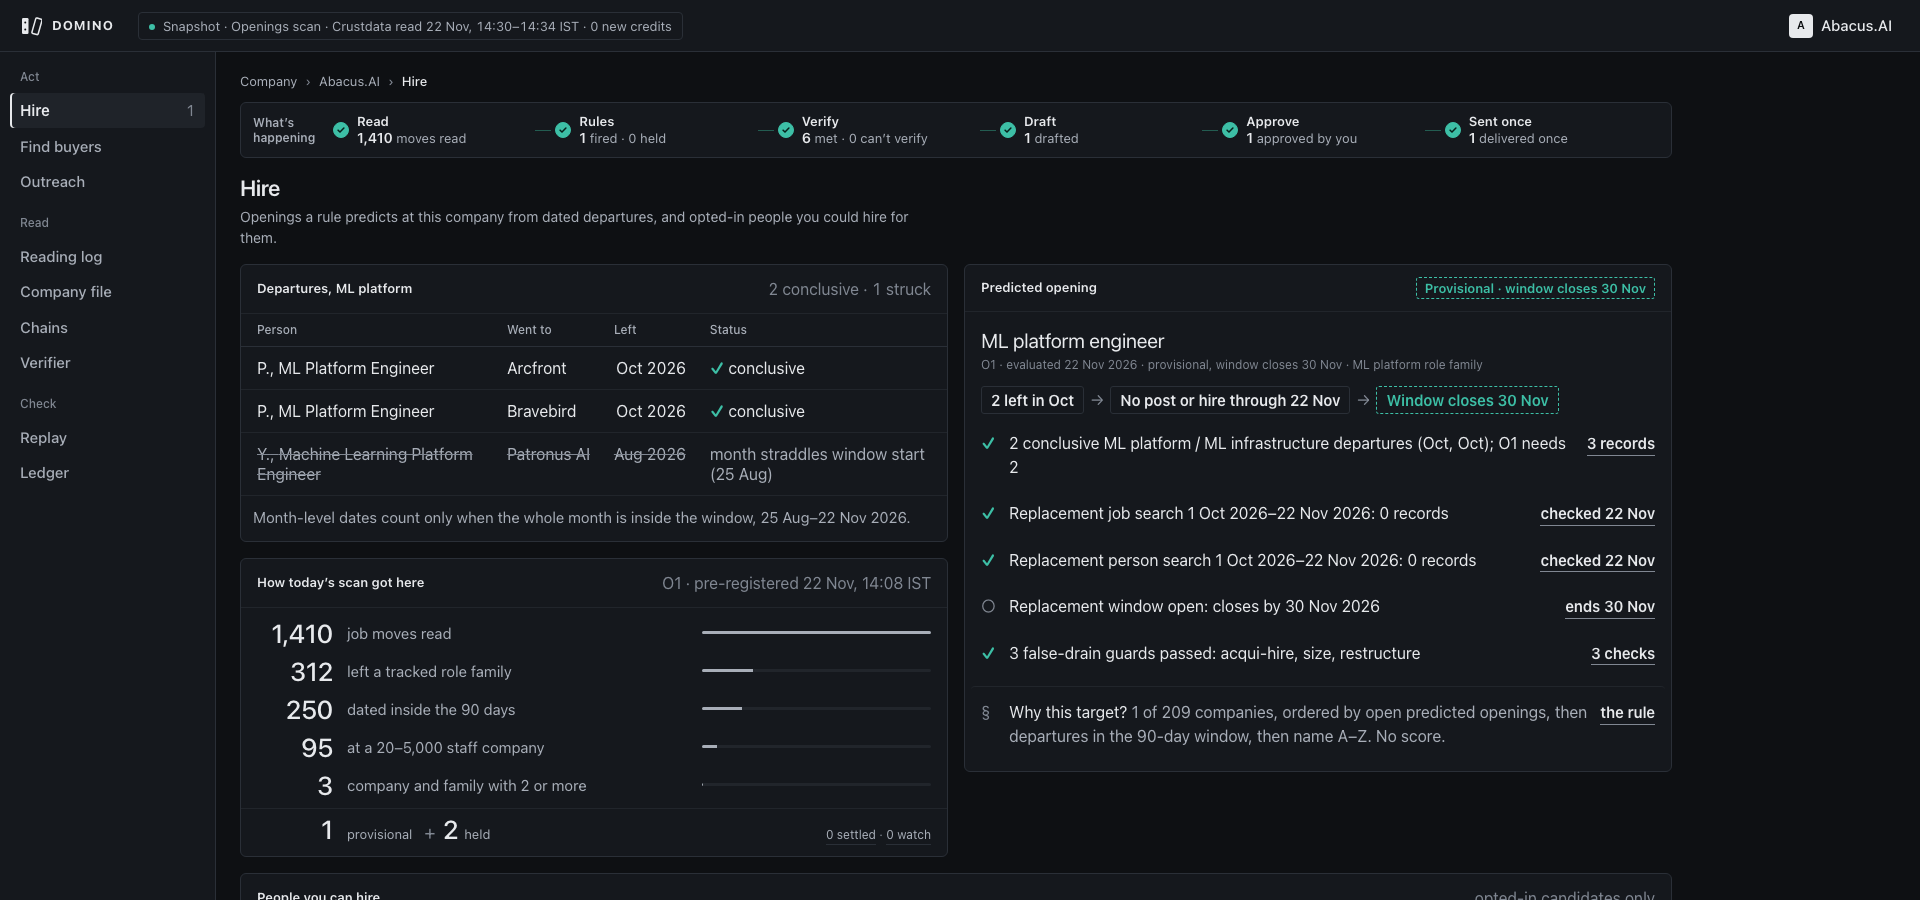 DOMINO
Snapshot · Openings scan · Crustdata read 22 Nov, 14:30–14:34 IST · 0 new credits
A Abacus.AI
Act
Hire 1
Find buyers
Outreach
Read
Reading log
Company file
Chains
Verifier
Check
Replay
Ledger
Company › Abacus.AI › Hire
What's happening
Read
1,410 moves read
Rules
1 fired · 0 held
Verify
6 met · 0 can't verify
Draft
1 drafted
Approve
1 approved by you
Sent once
1 delivered once
Hire
Openings a rule predicts at this company from dated departures, and opted-in people you could hire for
them.
Departures, ML platform 2 conclusive · 1 struck
Person Went to Left Status
P., ML Platform Engineer Arcfront Oct 2026 ✓ conclusive
P., ML Platform Engineer Bravebird Oct 2026 ✓ conclusive
Y., Machine Learning Platform Engineer Patronus AI Aug 2026 month straddles window start (25 Aug)
Month-level dates count only when the whole month is inside the window, 25 Aug–22 Nov 2026.
How today's scan got here O1 · pre-registered 22 Nov, 14:08 IST
1,410 job moves read
312 left a tracked role family
250 dated inside the 90 days
95 at a 20–5,000 staff company
3 company and family with 2 or more
1 provisional + 2 held 0 settled · 0 watch
Predicted opening Provisional · window closes 30 Nov
ML platform engineer
O1 · evaluated 22 Nov 2026 · provisional, window closes 30 Nov · ML platform role family
2 left in Oct → No post or hire through 22 Nov → Window closes 30 Nov
✓ 2 conclusive ML platform / ML infrastructure departures (Oct, Oct); O1 needs 3 records
2
✓ Replacement job search 1 Oct 2026–22 Nov 2026: 0 records checked 22 Nov
✓ Replacement person search 1 Oct 2026–22 Nov 2026: 0 records checked 22 Nov
Replacement window open: closes by 30 Nov 2026 ends 30 Nov
✓ 3 false-drain guards passed: acqui-hire, size, restructure 3 checks
§ Why this target? 1 of 209 companies, ordered by open predicted openings, then the rule
departures in the 90-day window, then name A–Z. No score.
People you can hire opted-in candidates only